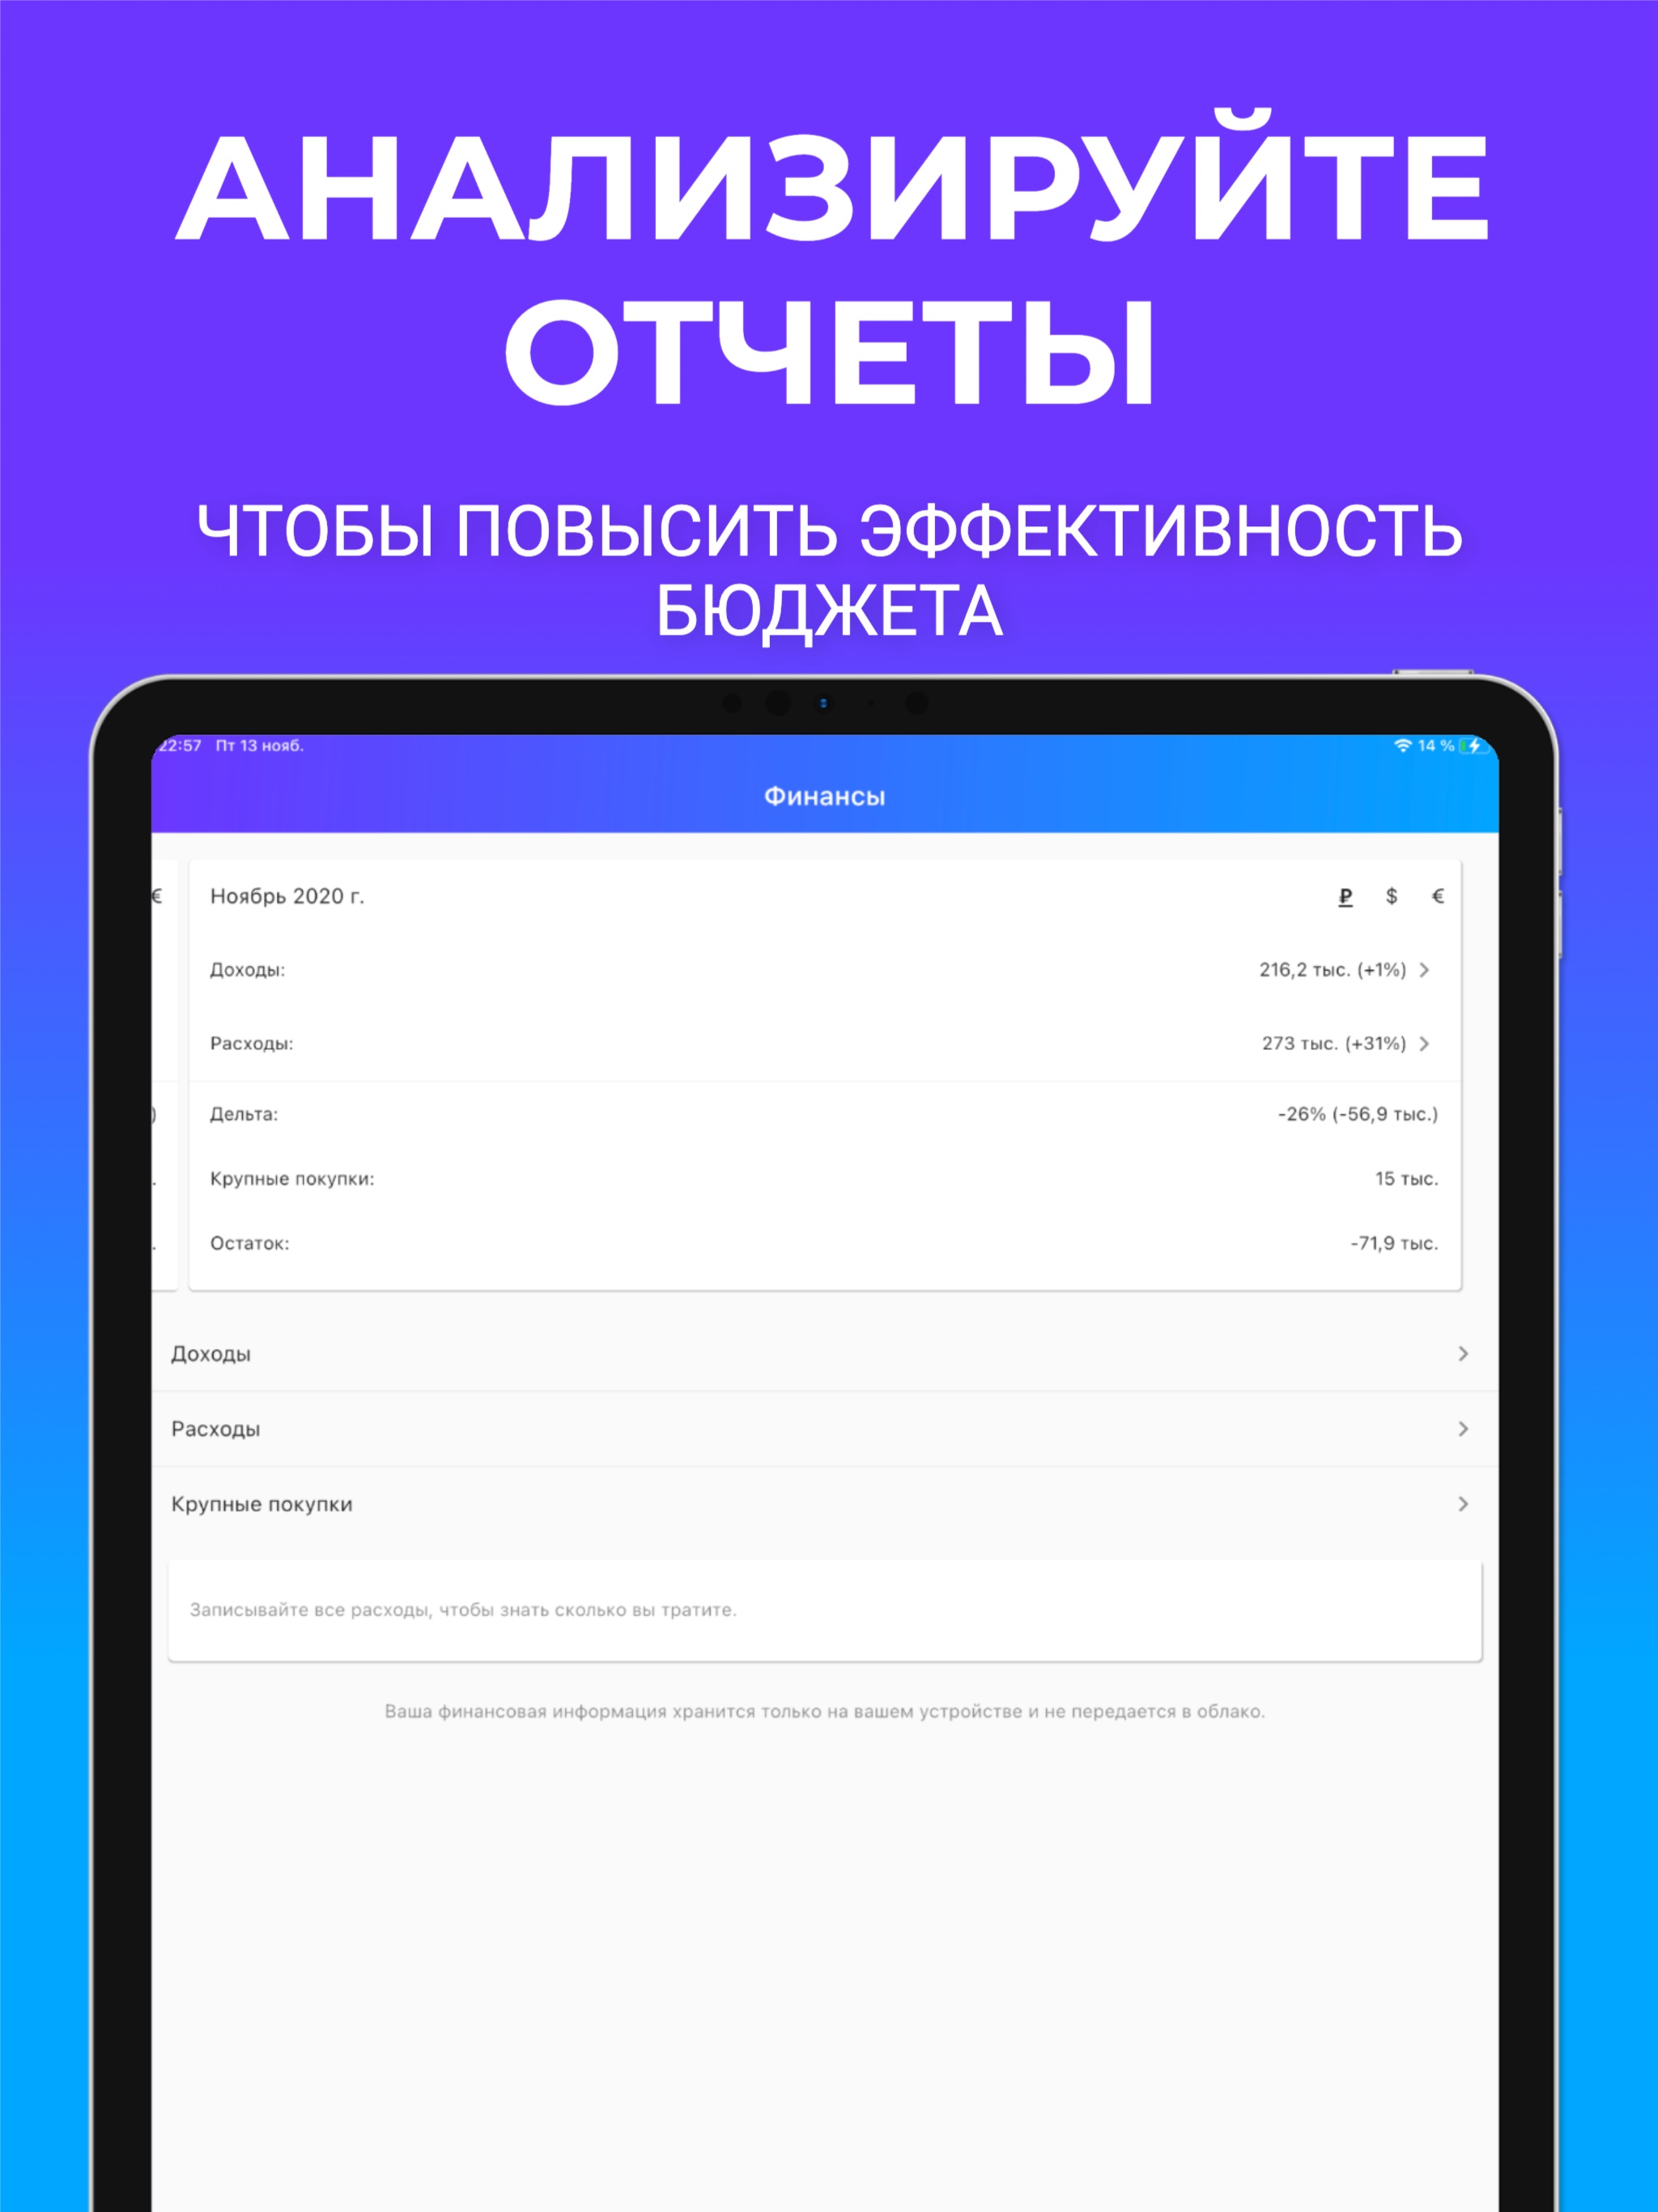 АНАЛИЗИРУЙТЕ
ОТЧЕТЫ
ЧТОБЫ ПОВЫСИТЬ ЭФФЕКТИВНОСТЬ
БЮДЖЕТА
22:57 Пт 13 нояб. 14 %
Финансы
€
Ноябрь 2020 г. ₽ $ €
Доходы: 216,2 тыс. (+1%)
Расходы: 273 тыс. (+31%)
)
Дельта: -26% (-56,9 тыс.)
.
Крупные покупки: 15 тыс.
.
Остаток: -71,9 тыс.
Доходы
Расходы
Крупные покупки
Записывайте все расходы, чтобы знать сколько вы тратите.
Ваша финансовая информация хранится только на вашем устройстве и не передается в облако.